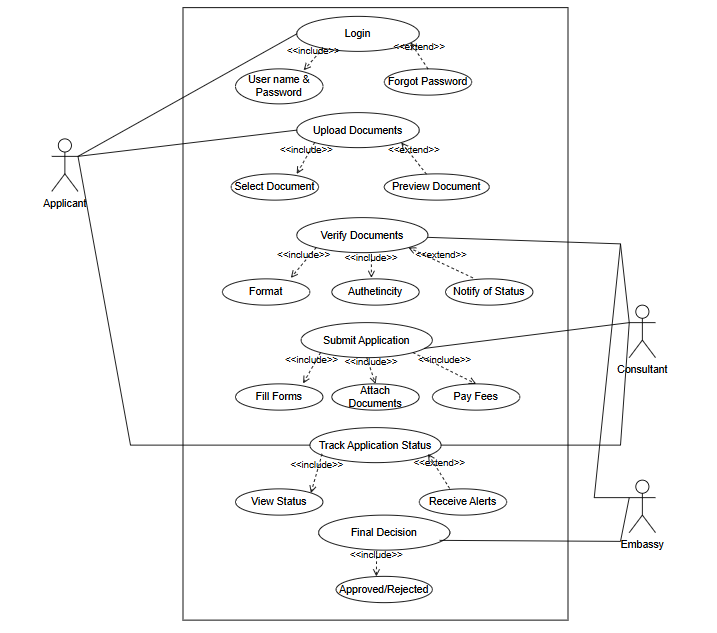 Login
<<include>>
<<extend>>
User name &
Password
Forgot Password
Upload Documents
<<include>>
<<extend>>
Select Document
Preview Document
Applicant
Verify Documents
<<include>>
<<include>>
<<extend>>
Format
Authetincity
Notify of Status
Submit Application
<<include>>
<<include>>
<<include>>
Consultant
Fill Forms
Attach
Documents
Pay Fees
Track Application Status
<<include>>
<<extend>>
View Status
Receive Alerts
Final Decision
Embassy
<<include>>
Approved/Rejected